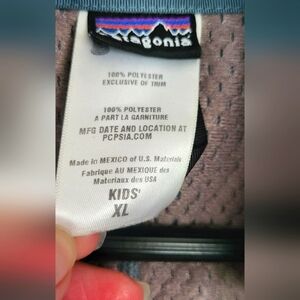 patagonia
100% POLYESTER
EXCLUSIVE OF TRIM
100% POLYESTER
A PART LA GARNITURE
MFG DATE AND LOCATION AT
PCPSIA.COM
Made in MEXICO of U.S. Materials
Fabrique AU MEXIQUE des
Materiaux des USA
KIDS'
XL